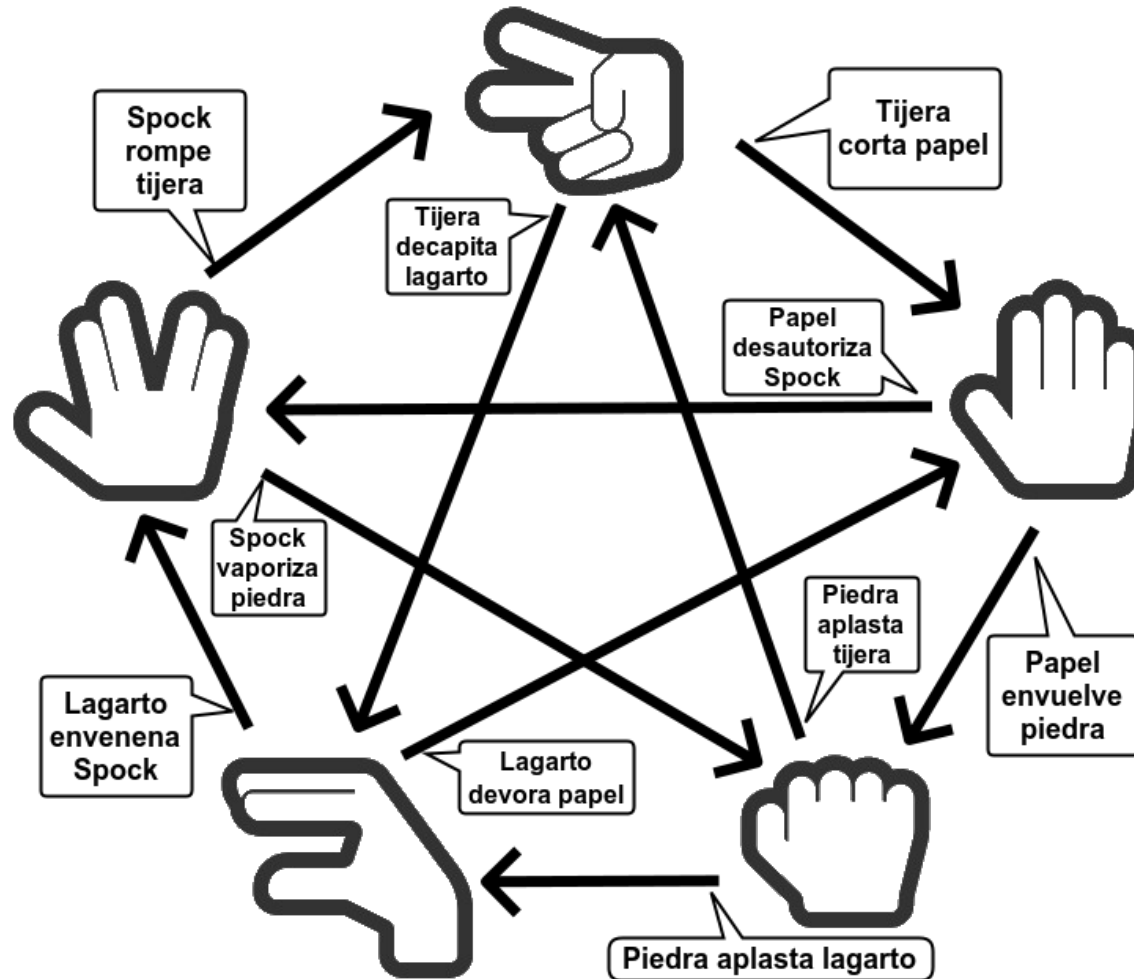 Spock
rompe
tijera
Tijera
corta papel
Tijera
decapita
lagarto
Papel
desautoriza
Spock
Spock
vaporiza
piedra
Piedra
aplasta
tijera
Papel
envuelve
piedra
Lagarto
envenena
Spock
Lagarto
devora papel
Piedra aplasta lagarto